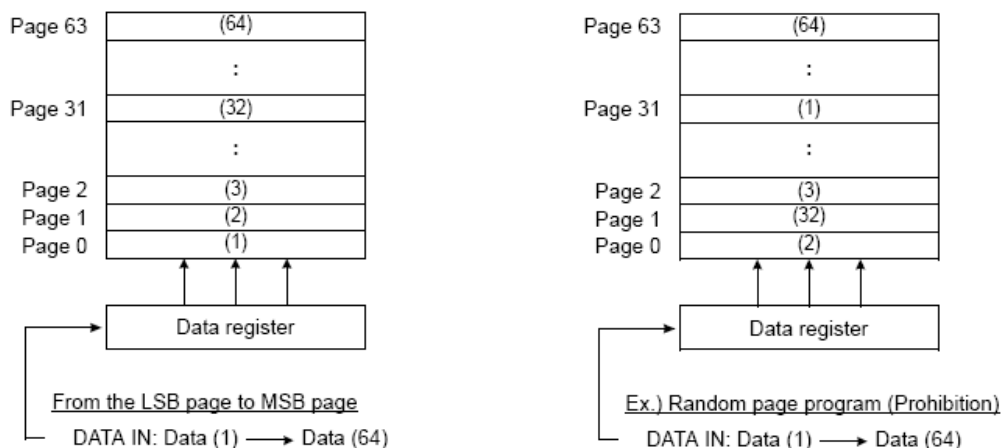 Page 63 (64)
:
Page 31 (32)
:
Page 2 (3)
Page 1 (2)
Page 0 (1)
Data register
From the LSB page to MSB page
DATA IN: Data (1) Data (64)
Page 63 (64)
:
Page 31 (1)
:
Page 2 (3)
Page 1 (32)
Page 0 (2)
Data register
Ex.) Random page program (Prohibition)
DATA IN: Data (1) Data (64)